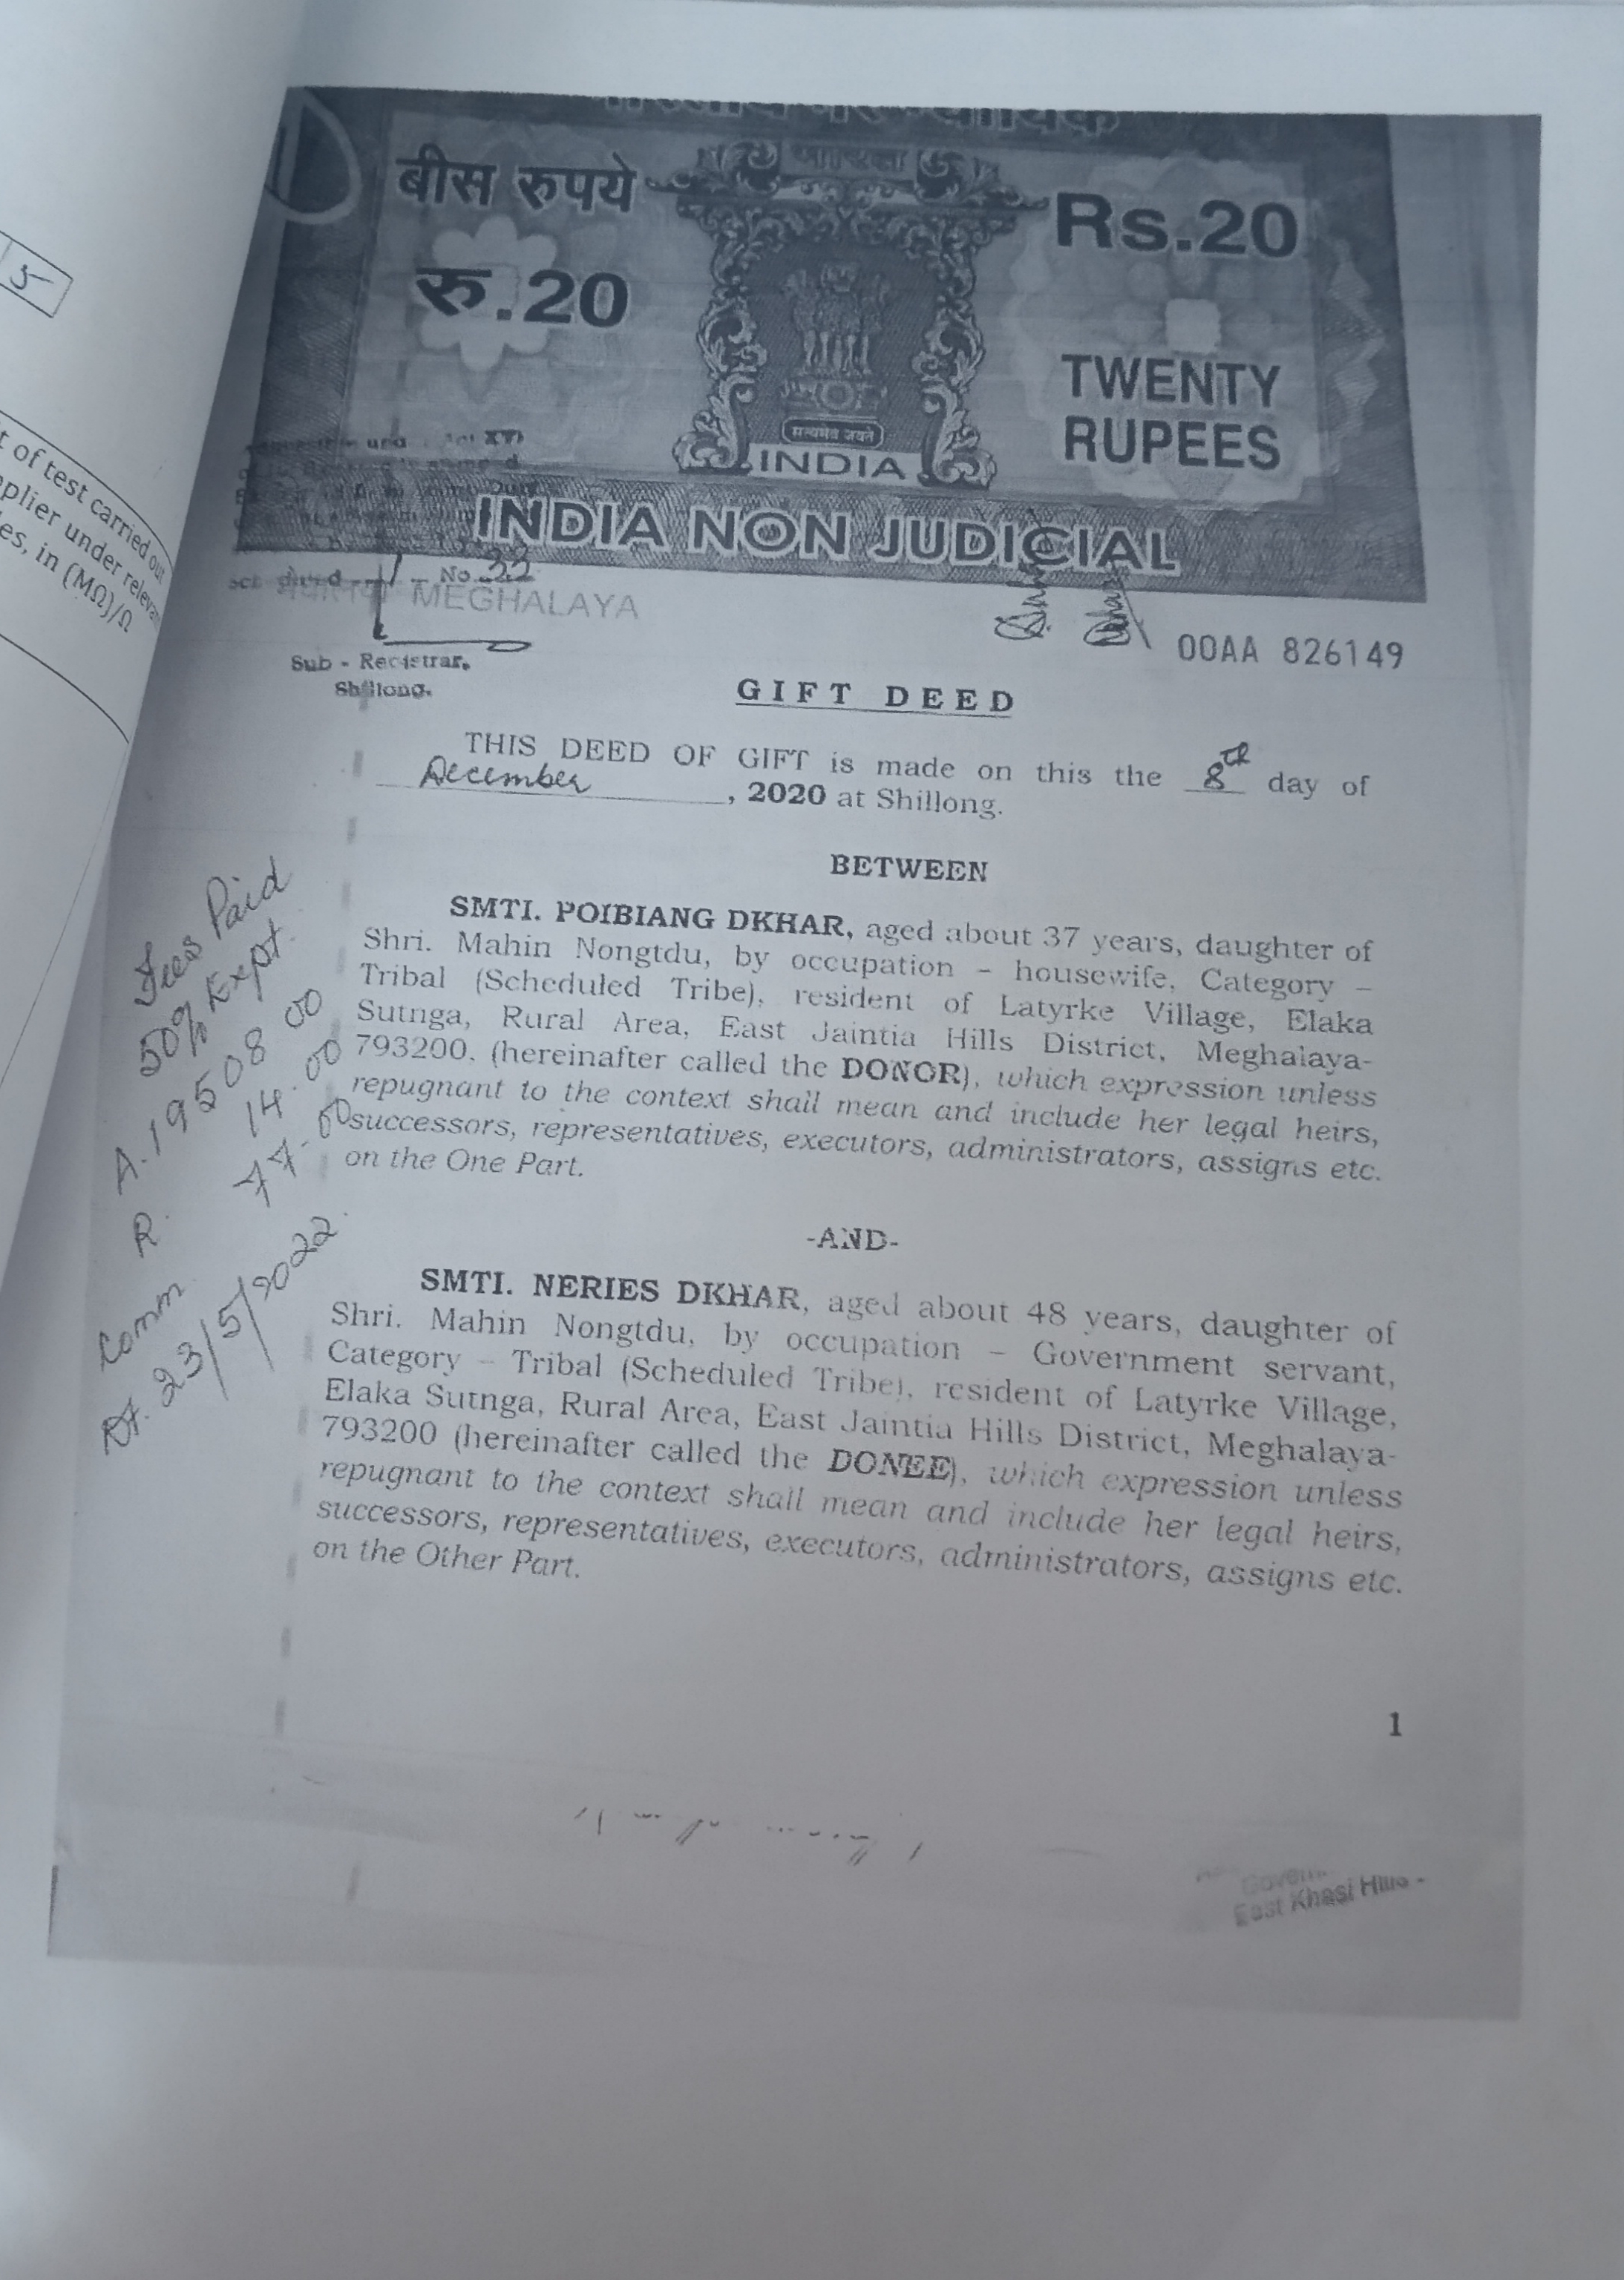 5
t of test carried out
plier under releva
es, in (MΩ)/Ω
बीस रुपये
रु.20
Rs.20
TWENTY
RUPEES
सत्यमेव जयते
INDIA
INDIA NON JUDICIAL
No. 22
मेघालय MEGHALAYA
00AA 826149
Sub - Registrar,
Shillong.
GIFT DEED
THIS DEED OF GIFT is made on this the 8th day of
December, 2020 at Shillong.
BETWEEN
SMTI. POIBIANG DKHAR, aged about 37 years, daughter of
Shri. Mahin Nongtdu, by occupation – housewife, Category –
Tribal (Scheduled Tribe), resident of Latyrke Village, Elaka
Sutnga, Rural Area, East Jaintia Hills District, Meghalaya-
793200, (hereinafter called the DONOR), which expression unless
repugnant to the context shall mean and include her legal heirs,
successors, representatives, executors, administrators, assigns etc.
on the One Part.
-AND-
SMTI. NERIES DKHAR, aged about 48 years, daughter of
Shri. Mahin Nongtdu, by occupation – Government servant,
Category – Tribal (Scheduled Tribe), resident of Latyrke Village,
Elaka Sutnga, Rural Area, East Jaintia Hills District, Meghalaya-
793200 (hereinafter called the DONEE), which expression unless
repugnant to the context shall mean and include her legal heirs,
successors, representatives, executors, administrators, assigns etc.
on the Other Part.
Fees Paid
50% Expt.
A. 19508 00
R. 14.00
Comm 77-00
Dt. 23/5/2022.
1
East Khasi Hills